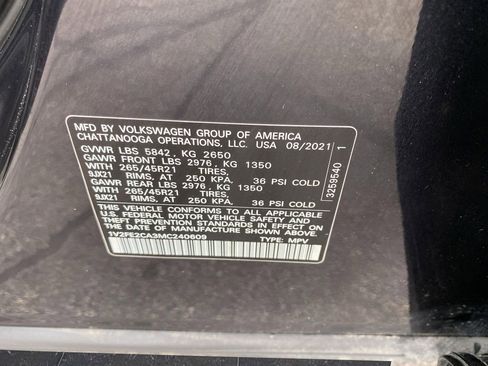 MFD BY VOLKSWAGEN GROUP OF AMERICA
CHATTANOOGA OPERATIONS, LLC. USA 08/2021
GVWR LBS 5842, KG 2650
GAWR FRONT LBS 2976, KG 1350
WITH 265/45R21 TIRES,
9JX21 RIMS, AT 250 KPA, 36 PSI COLD
GAWR REAR LBS 2976, KG 1350
WITH 265/45R21 TIRES,
9JX21 RIMS, AT 250 KPA, 36 PSI COLD
THIS VEHICLE CONFORMS TO ALL APPLICABLE
U.S. FEDERAL MOTOR VEHICLE SAFETY AND
THEFT PREVENTION STANDARDS IN EFFECT
ON THE DATE OF MANUFACTURE SHOWN ABOVE.
1V2FE2CA3MC240609 TYPE: MPV
3259540 1